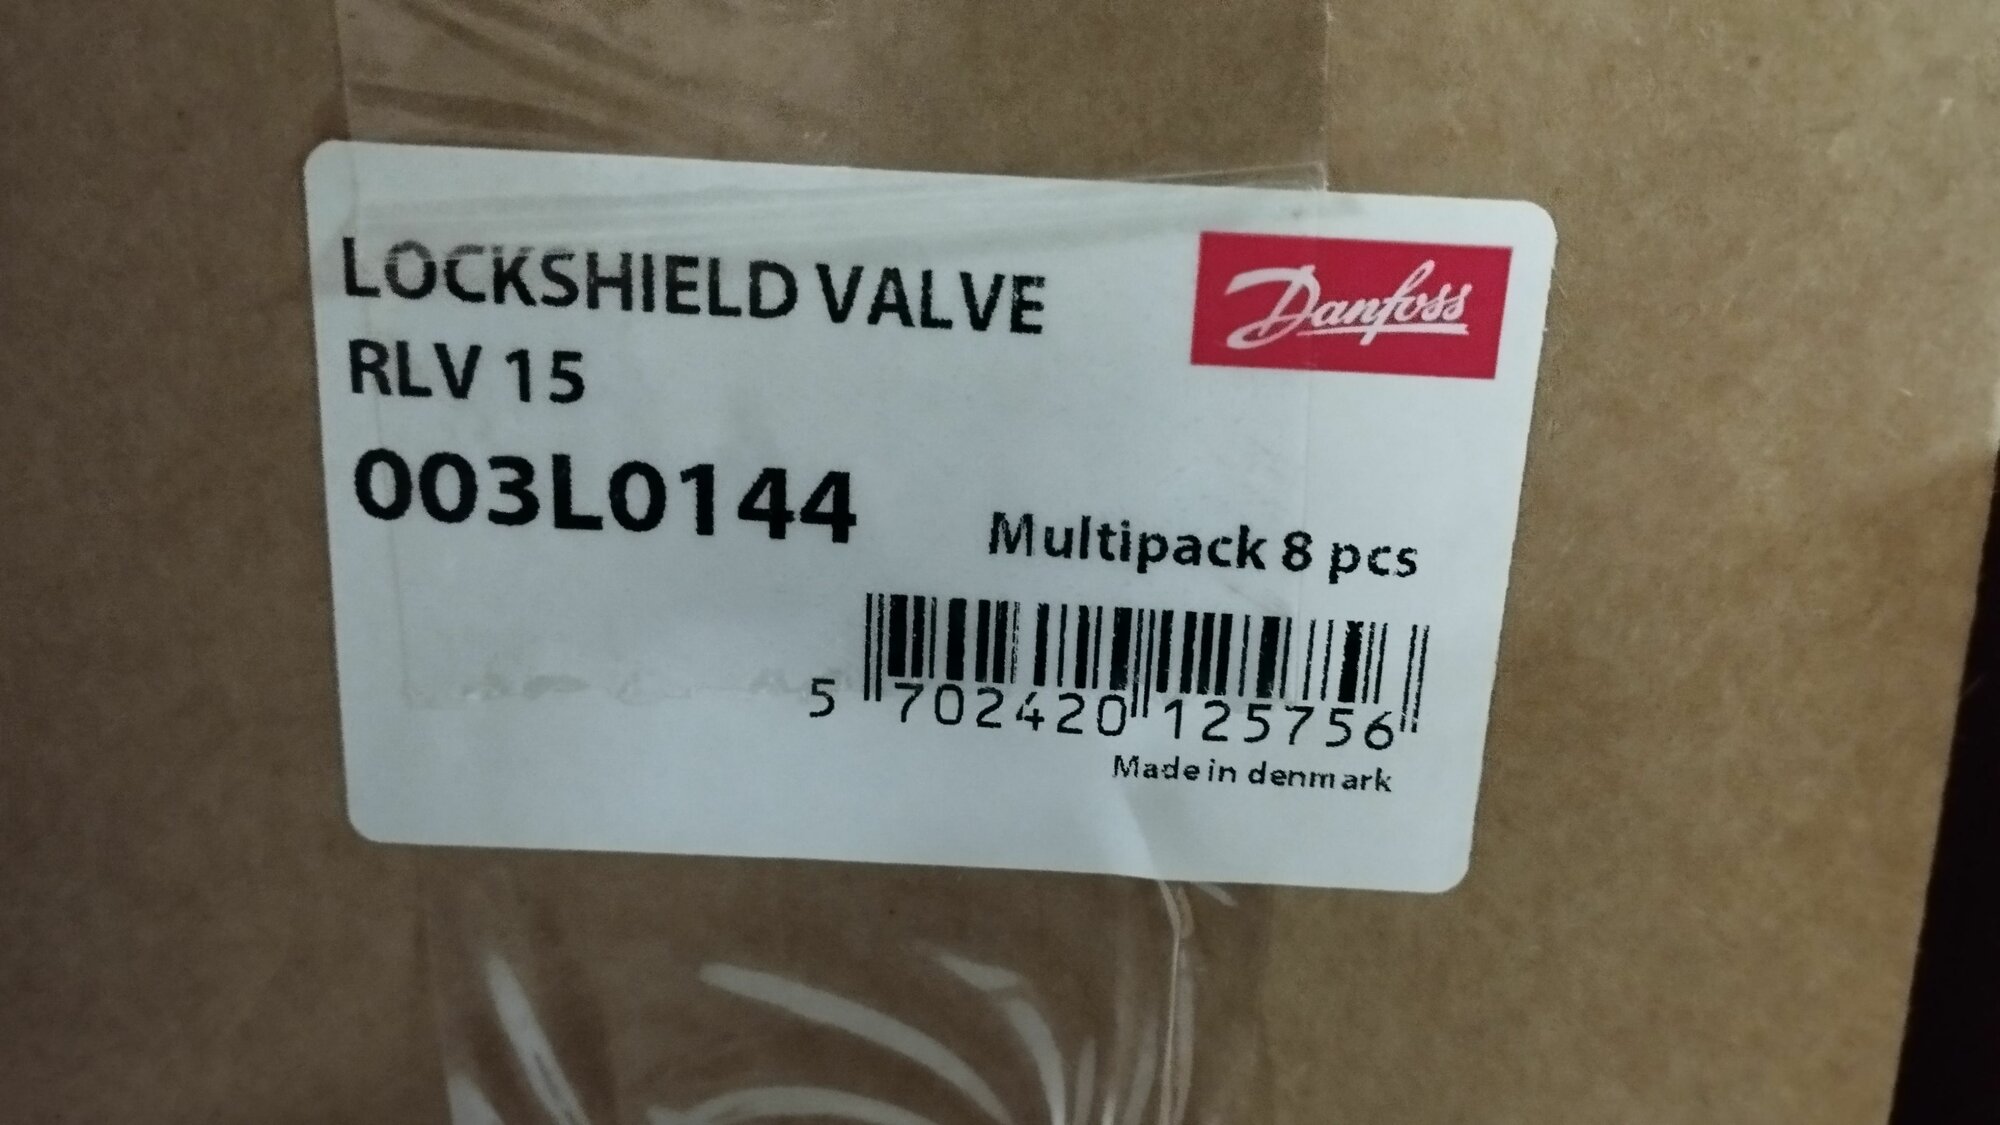 LOCKSHIELD VALVE
Danfoss
RLV 15
003L0144
Multipack 8 pcs
5 702420 125756
Made in denmark